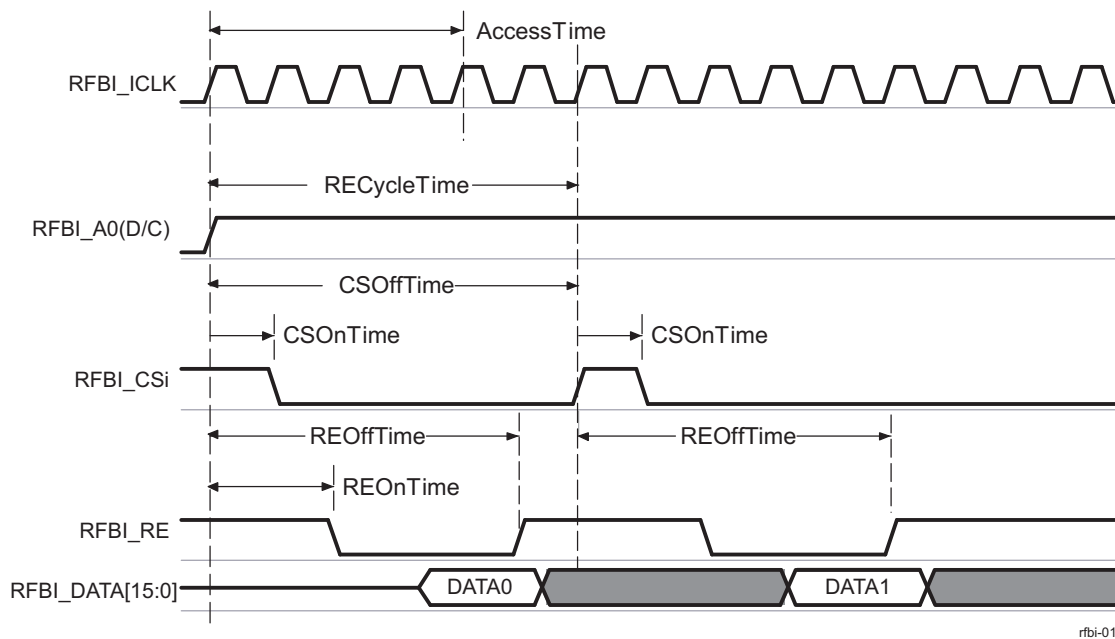 AccessTime
RFBI_ICLK
RECycleTime
RFBI_A0(D/C)
CSOffTime
CSOnTime
CSOnTime
RFBI_CSi
REOffTime
REOffTime
REOnTime
RFBI_RE
RFBI_DATA[15:0]
DATA0
DATA1
rfbi-01